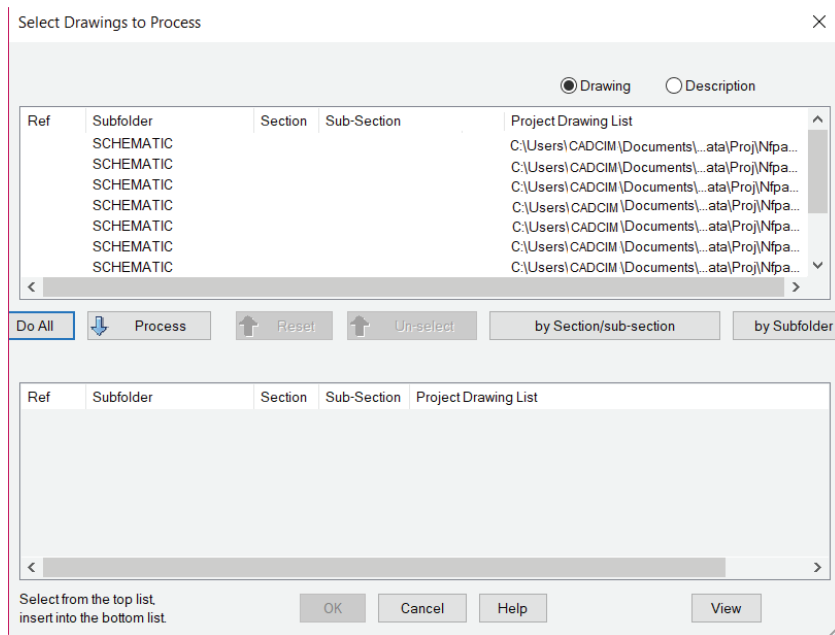 Select Drawings to Process
Drawing Description
Ref Subfolder Section Sub-Section Project Drawing List
SCHEMATIC C:\Users\CADCIM\Documents\...ata\Proj\Nfpa...
SCHEMATIC C:\Users\CADCIM\Documents\...ata\Proj\Nfpa...
SCHEMATIC C:\Users\CADCIM\Documents\...ata\Proj\Nfpa...
SCHEMATIC C:\Users\CADCIM\Documents\...ata\Proj\Nfpa...
SCHEMATIC C:\Users\CADCIM\Documents\...ata\Proj\Nfpa...
SCHEMATIC C:\Users\CADCIM\Documents\...ata\Proj\Nfpa...
SCHEMATIC C:\Users\CADCIM\Documents\...ata\Proj\Nfpa...
Do All Process Reset Un-select by Section/sub-section by Subfolder
Ref Subfolder Section Sub-Section Project Drawing List
Select from the top list,
insert into the bottom list.
OK Cancel Help View